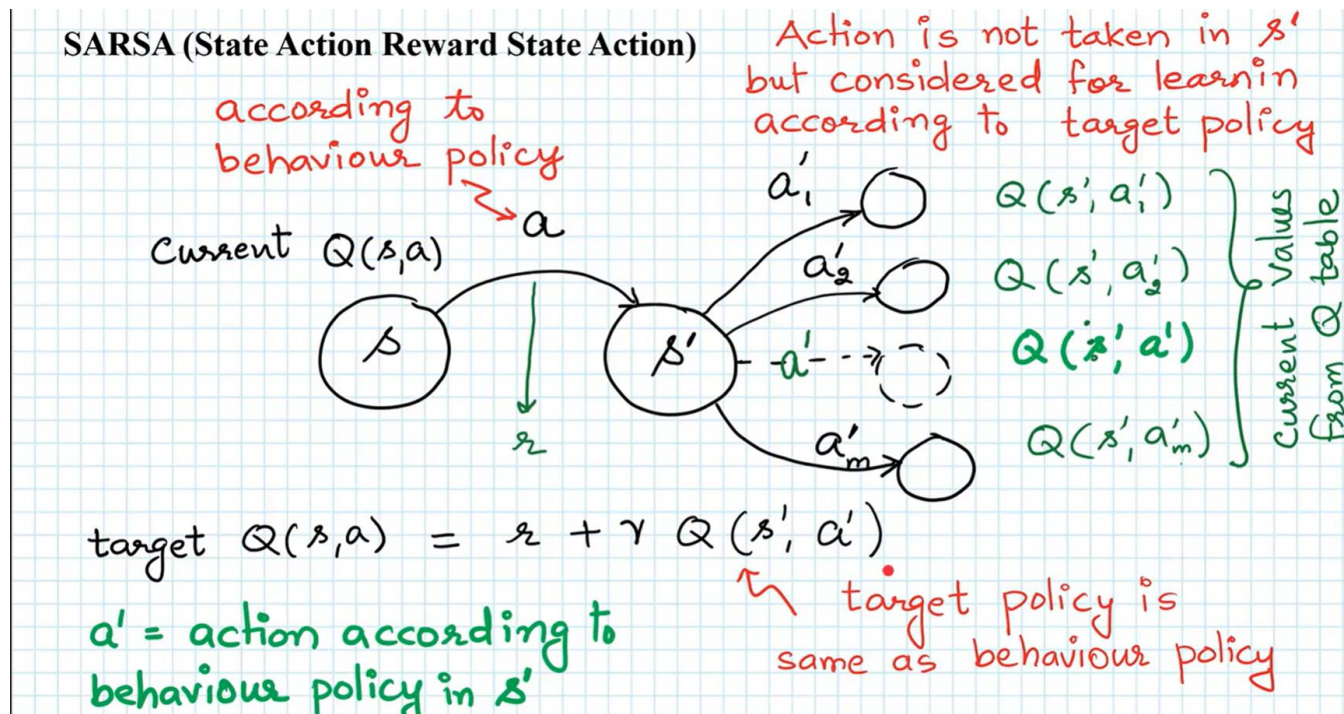 SARSA (State Action Reward State Action)
Action is not taken in s'
but considered for learnin
according to target policy
according to
behaviour policy
a
Current Q(s,a)
s
r
s'
a'₁
a'₂
a'
a'ₘ
Q(s', a'₁)
Q(s', a'₂)
Q(s', a')
Q(s', a'ₘ)
Current Values
from Q table
target Q(s,a) = r + γ Q(s', a')
target policy is
same as behaviour policy
a' = action according to
behaviour policy in s'